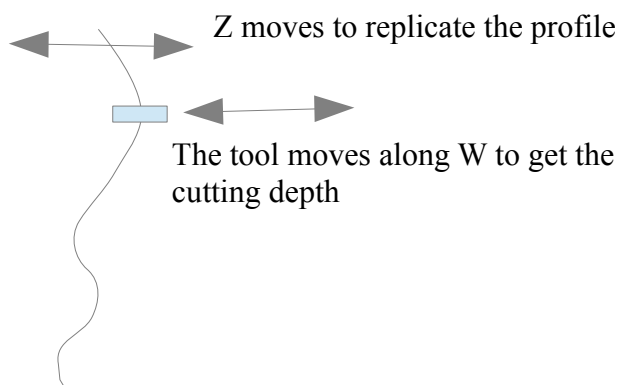 Z moves to replicate the profile
The tool moves along W to get the
cutting depth